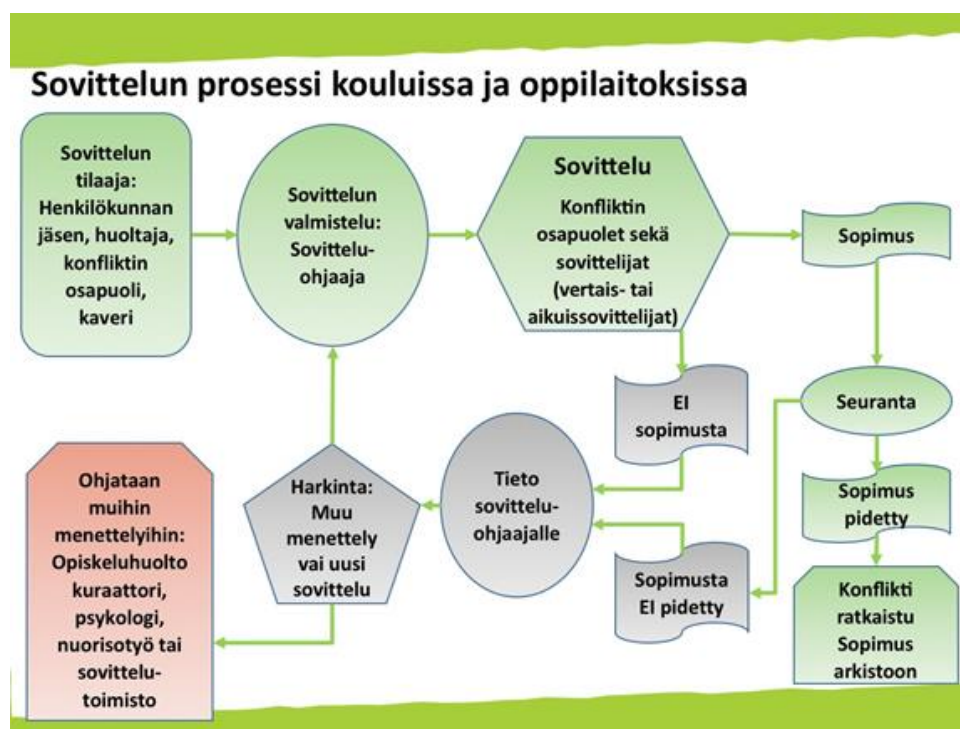 Sovittelun prosessi kouluissa ja oppilaitoksissa
Sovittelun
tilaaja:
Henkilökunnan
jäsen, huoltaja,
konfliktin
osapuoli,
kaveri
Sovittelun
valmistelu:
Sovittelu-
ohjaaja
Sovittelu
Konfliktin
osapuolet sekä
sovittelijat
(vertais- tai
aikuissovittelijat)
Sopimus
EI
sopimusta
Seuranta
Sopimus
pidetty
Konflikti
ratkaistu
Sopimus
arkistoon
Sopimusta
EI pidetty
Tieto
sovittelu-
ohjaajalle
Harkinta:
Muu
menettely
vai uusi
sovittelu
Ohjataan
muihin
menettelyihin:
Opiskeluhuolto
kuraattori,
psykologi,
nuorisotyö tai
sovittelu-
toimisto